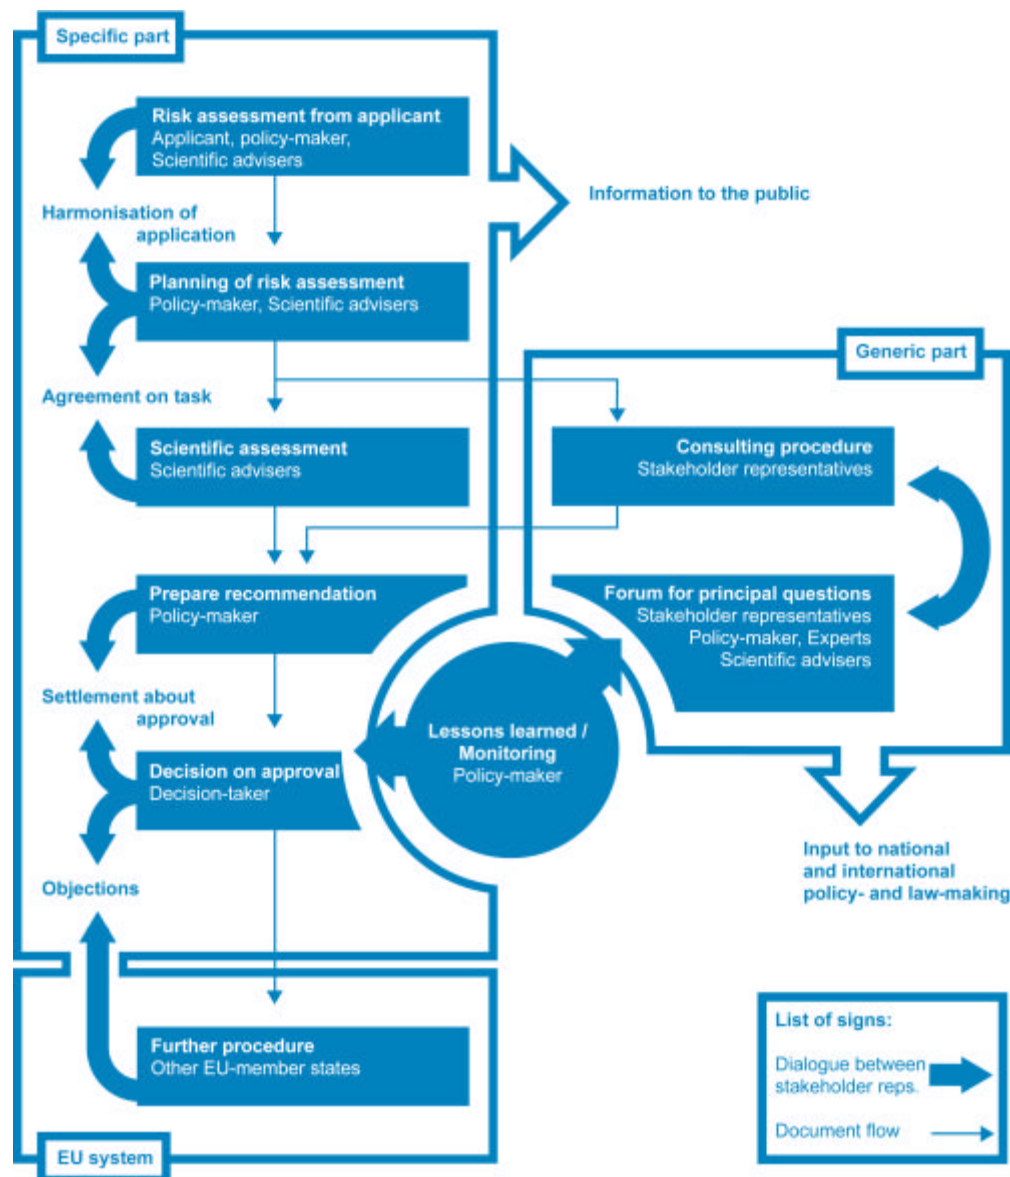 Specific part
Risk assessment from applicant
Applicant, policy-maker,
Scientific advisers
Information to the public
Harmonisation of
application
Planning of risk assessment
Policy-maker, Scientific advisers
Generic part
Agreement on task
Scientific assessment
Scientific advisers
Consulting procedure
Stakeholder representatives
Prepare recommendation
Policy-maker
Forum for principal questions
Stakeholder representatives
Policy-maker, Experts
Scientific advisers
Settlement about
approval
Lessons learned /
Monitoring
Policy-maker
Decision on approval
Decision-taker
Input to national
and international
policy- and law-making
Objections
Further procedure
Other EU-member states
EU system
List of signs:
Dialogue between
stakeholder reps.
Document flow